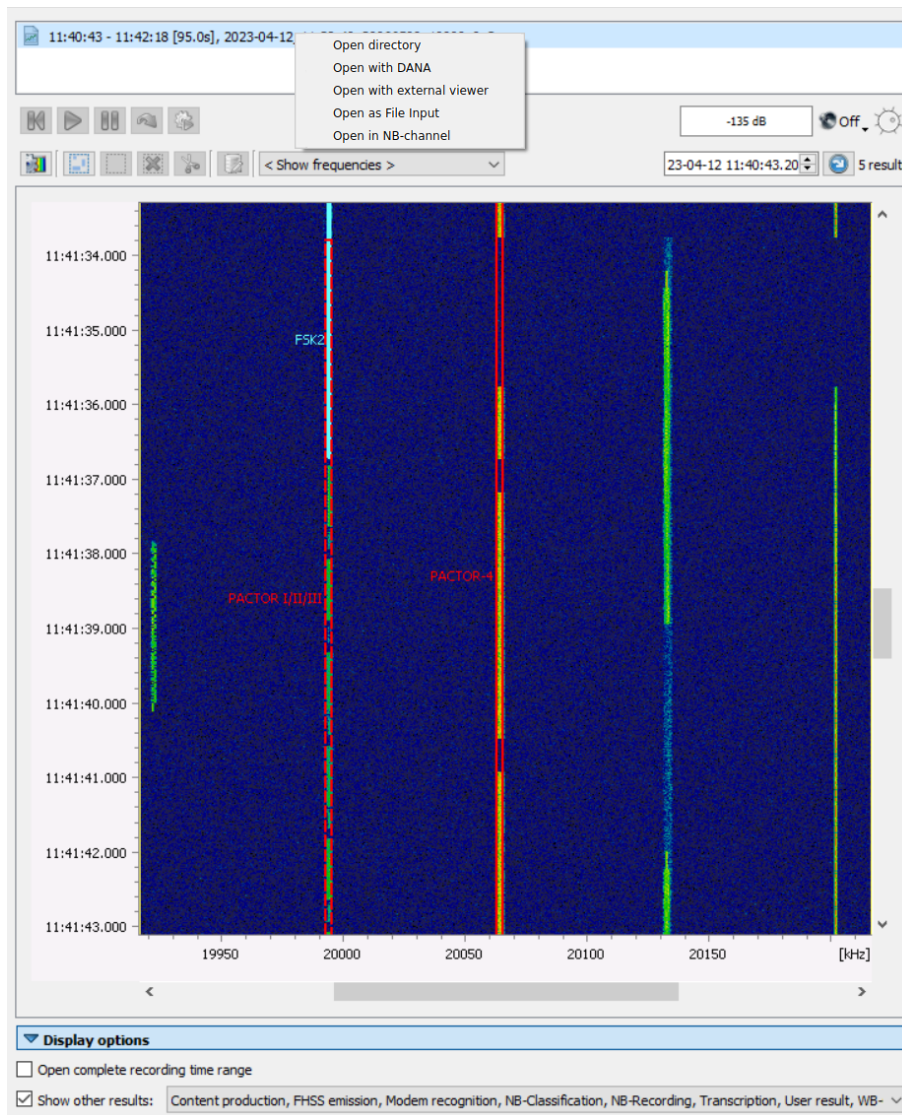 11:40:43 - 11:42:18 [95.0s], 2023-04-12,
Open directory
Open with DANA
Open with external viewer
Open as File Input
Open in NB-channel
-135 dB
Off
< Show frequencies >
23-04-12 11:40:43.20
5 result
11:41:34.000
11:41:35.000
FSK2
11:41:36.000
11:41:37.000
11:41:38.000
PACTOR-4
PACTOR I/II/III
11:41:39.000
11:41:40.000
11:41:41.000
11:41:42.000
11:41:43.000
19950 20000 20050 20100 20150 [kHz]
Display options
Open complete recording time range
Show other results: Content production, FHSS emission, Modem recognition, NB-Classification, NB-Recording, Transcription, User result, WB-